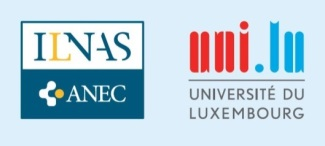 ILNAS
ANEC
uni.lu
UNIVERSITÉ DU
LUXEMBOURG